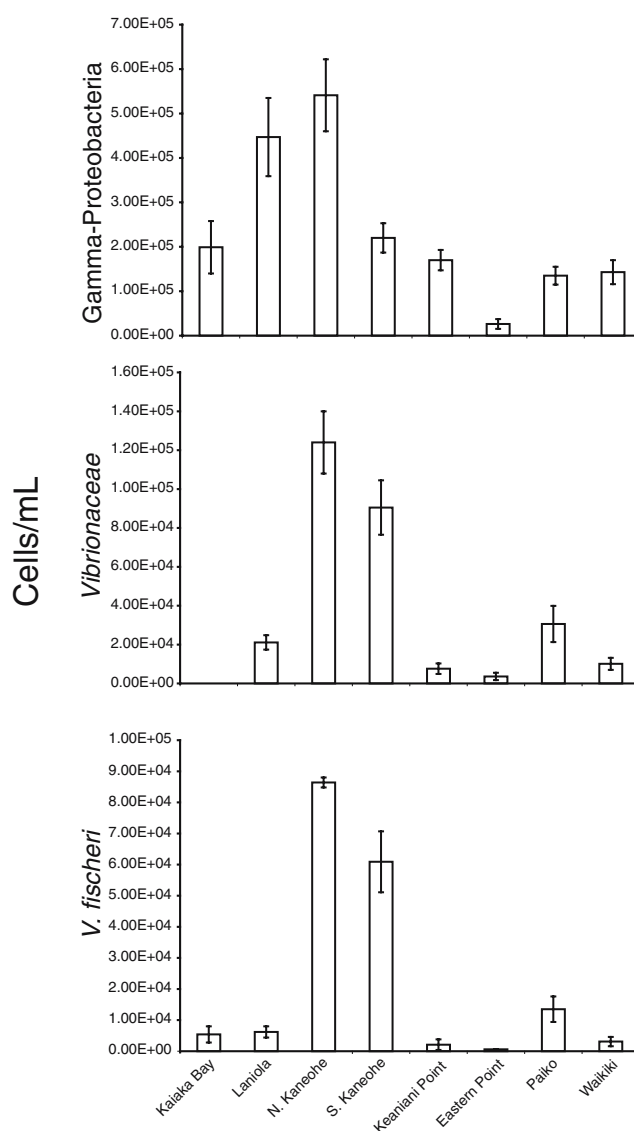 Cells/mL
Gamma-Proteobacteria
7.00E+05
6.00E+05
5.00E+05
4.00E+05
3.00E+05
2.00E+05
1.00E+05
0.00E+00
Vibrionaceae
1.60E+05
1.40E+05
1.20E+05
1.00E+05
8.00E+04
6.00E+04
4.00E+04
2.00E+04
0.00E+00
V. fischeri
1.00E+05
9.00E+04
8.00E+04
7.00E+04
6.00E+04
5.00E+04
4.00E+04
3.00E+04
2.00E+04
1.00E+04
0.00E+00
Kaiaka Bay
Laniola
N. Kaneohe
S. Kaneohe
Keaniani Point
Eastern Point
Paiko
Waikiki